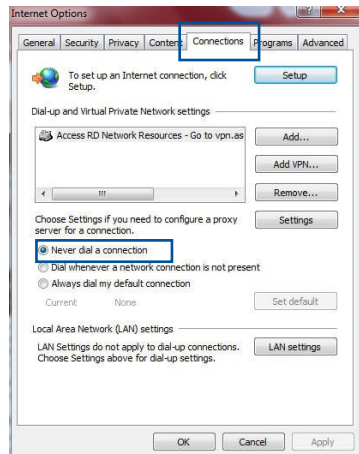 Internet Options
General Security Privacy Content Connections Programs Advanced
To set up an Internet connection, click
Setup.
Setup
Dial-up and Virtual Private Network settings
Access RD Network Resources - Go to vpn.as
Add...
Add VPN...
Remove...
Choose Settings if you need to configure a proxy
server for a connection.
Settings
Never dial a connection
Dial whenever a network connection is not present
Always dial my default connection
Current None
Set default
Local Area Network (LAN) settings
LAN Settings do not apply to dial-up connections.
Choose Settings above for dial-up settings.
LAN settings
OK Cancel Apply